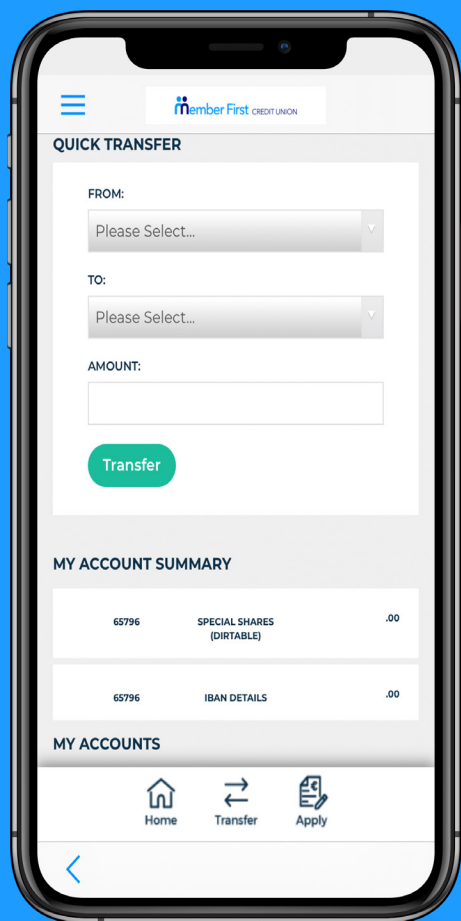 Member First CREDIT UNION
QUICK TRANSFER
FROM:
Please Select...
TO:
Please Select...
AMOUNT:
Transfer
MY ACCOUNT SUMMARY
65796 SPECIAL SHARES .00
(DIRTABLE)
65796 IBAN DETAILS .00
MY ACCOUNTS
Home Transfer Apply